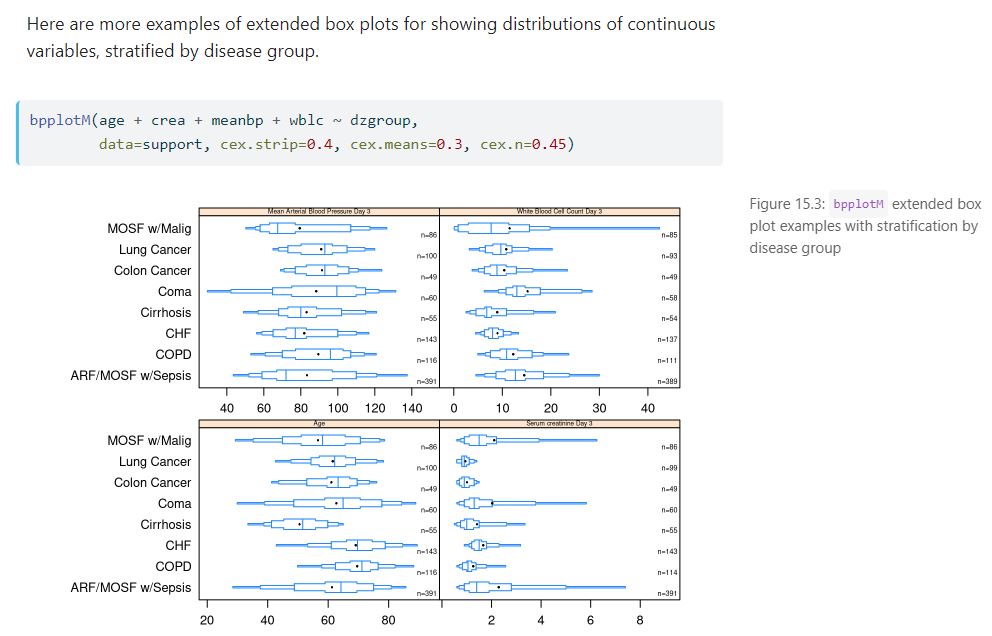 Here are more examples of extended box plots for showing distributions of continuous
variables, stratified by disease group.
bpplotM(age + crea + meanbp + wblc ~ dzgroup,
data=support, cex.strip=0.4, cex.means=0.3, cex.n=0.45)
Figure 15.3: bpplotM extended box
plot examples with stratification by
disease group
Mean Arterial Blood Pressure Day 3 White Blood Cell Count Day 3
MOSF w/Malig n=86 n=85
Lung Cancer n=100 n=93
Colon Cancer n=49 n=49
Coma n=60 n=58
Cirrhosis n=55 n=54
CHF n=143 n=137
COPD n=116 n=111
ARF/MOSF w/Sepsis n=391 n=389
40 60 80 100 120 140 0 10 20 30 40
Age Serum creatinine Day 3
MOSF w/Malig n=86 n=86
Lung Cancer n=100 n=99
Colon Cancer n=49 n=49
Coma n=60 n=60
Cirrhosis n=55 n=55
CHF n=143 n=143
COPD n=116 n=114
ARF/MOSF w/Sepsis n=391 n=391
20 40 60 80 2 4 6 8